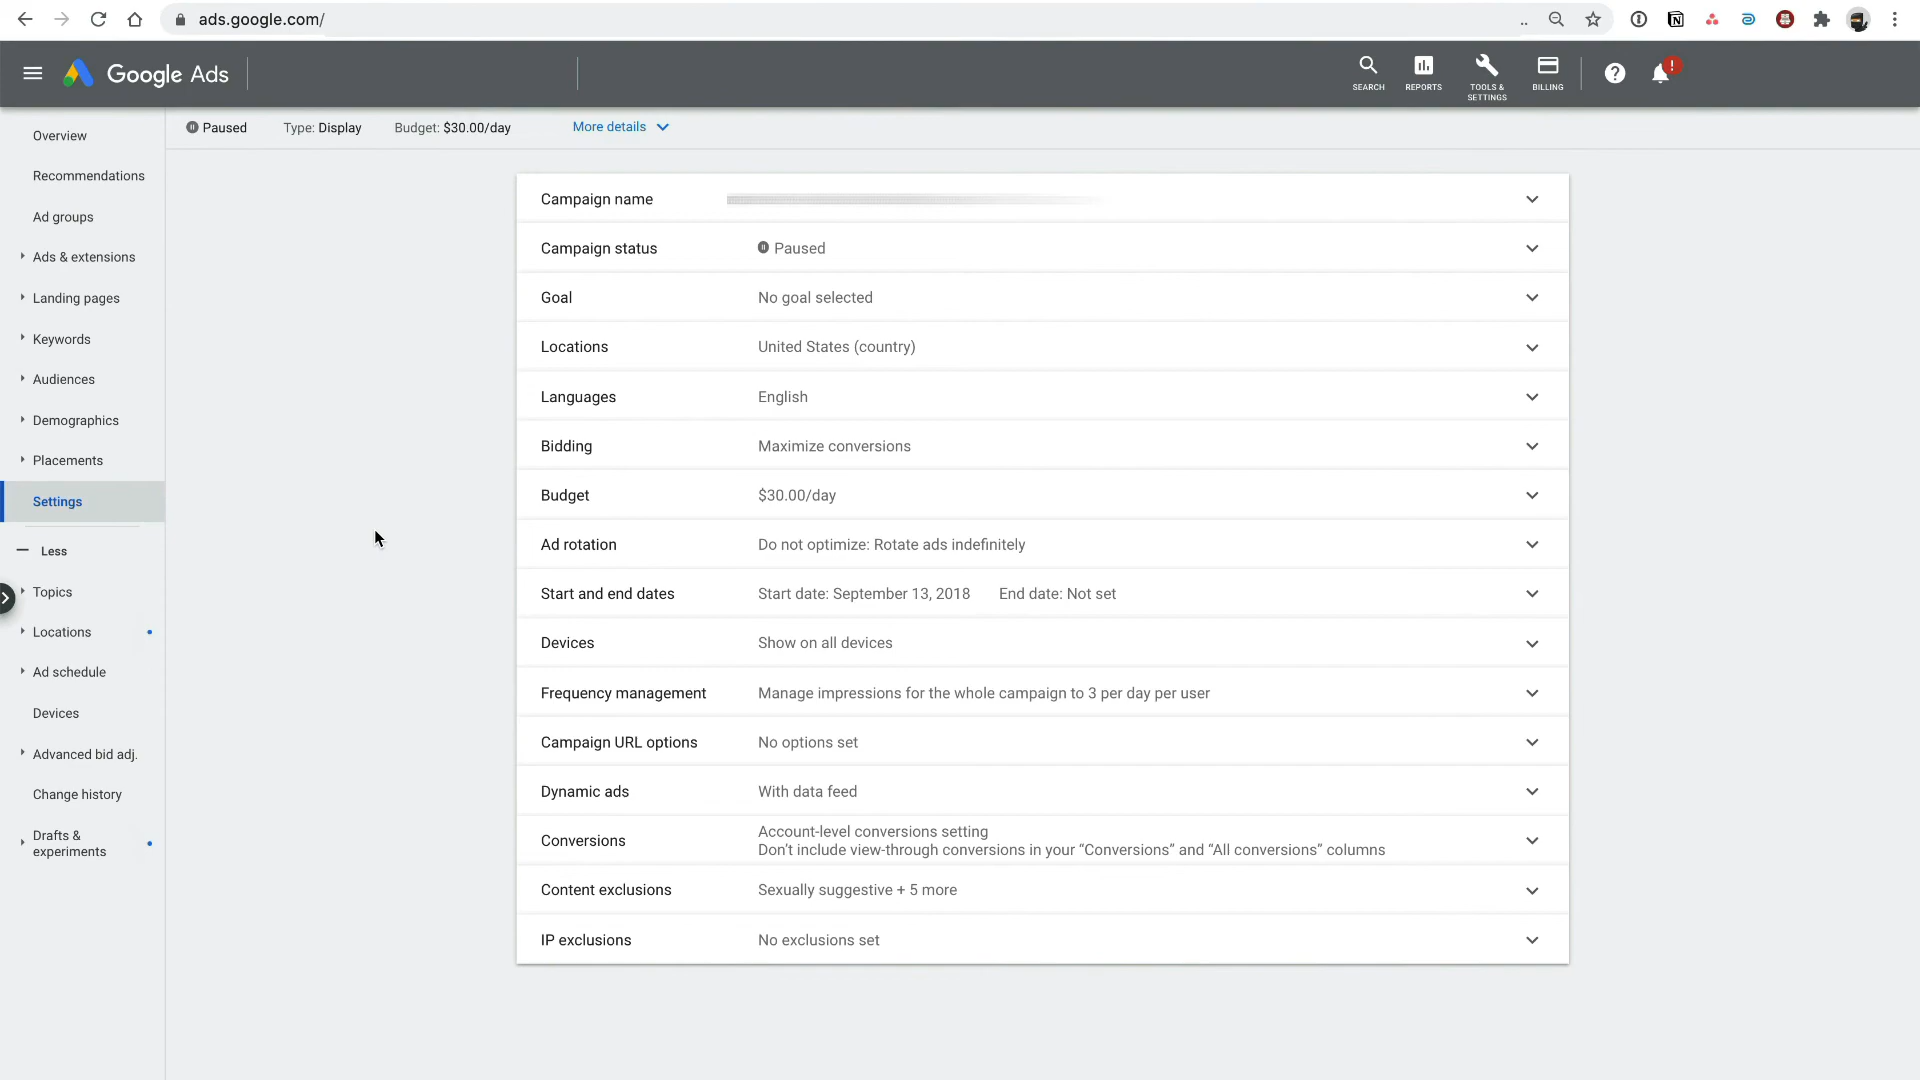 ads.google.com/
Google Ads
SEARCH
REPORTS
TOOLS &
SETTINGS
BILLING
Paused
Type: Display
Budget: $30.00/day
More details
Overview
Recommendations
Ad groups
Ads & extensions
Landing pages
Keywords
Audiences
Demographics
Placements
Settings
Less
Topics
Locations
Ad schedule
Devices
Advanced bid adj.
Change history
Drafts &
experiments
Campaign name
Campaign status Paused
Goal No goal selected
Locations United States (country)
Languages English
Bidding Maximize conversions
Budget $30.00/day
Ad rotation Do not optimize: Rotate ads indefinitely
Start and end dates Start date: September 13, 2018 End date: Not set
Devices Show on all devices
Frequency management Manage impressions for the whole campaign to 3 per day per user
Campaign URL options No options set
Dynamic ads With data feed
Conversions Account-level conversions setting
Don't include view-through conversions in your “Conversions” and “All conversions” columns
Content exclusions Sexually suggestive + 5 more
IP exclusions No exclusions set